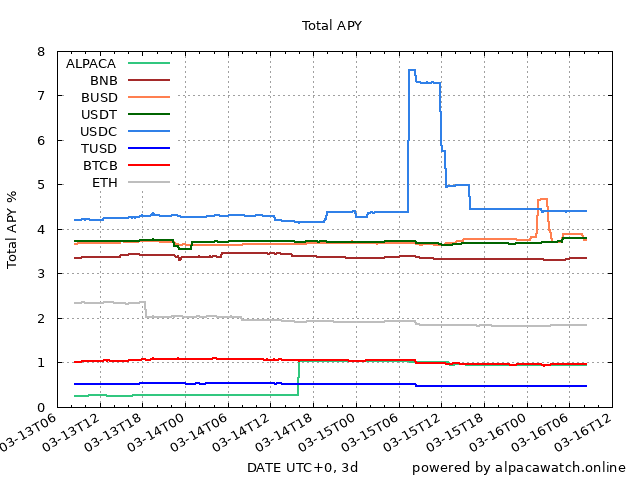 Total APY
Total APY %
8
7
6
5
4
3
2
1
0
ALPACA
BNB
BUSD
USDT
USDC
TUSD
BTCB
ETH
03-13T06
03-13T12
03-13T18
03-14T00
03-14T06
03-14T12
03-14T18
03-15T00
03-15T06
03-15T12
03-15T18
03-16T00
03-16T06
03-16T12
DATE UTC+0, 3d
powered by alpacawatch.online